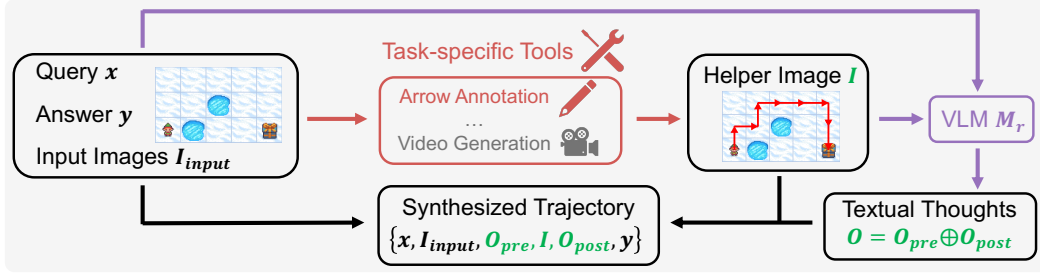 Query x
Answer y
Input Images I_input
Task-specific Tools
Arrow Annotation
...
Video Generation
Helper Image I
VLM M_r
Synthesized Trajectory
{x, I_input, O_pre, I, O_post, y}
Textual Thoughts
O = O_pre⊕O_post